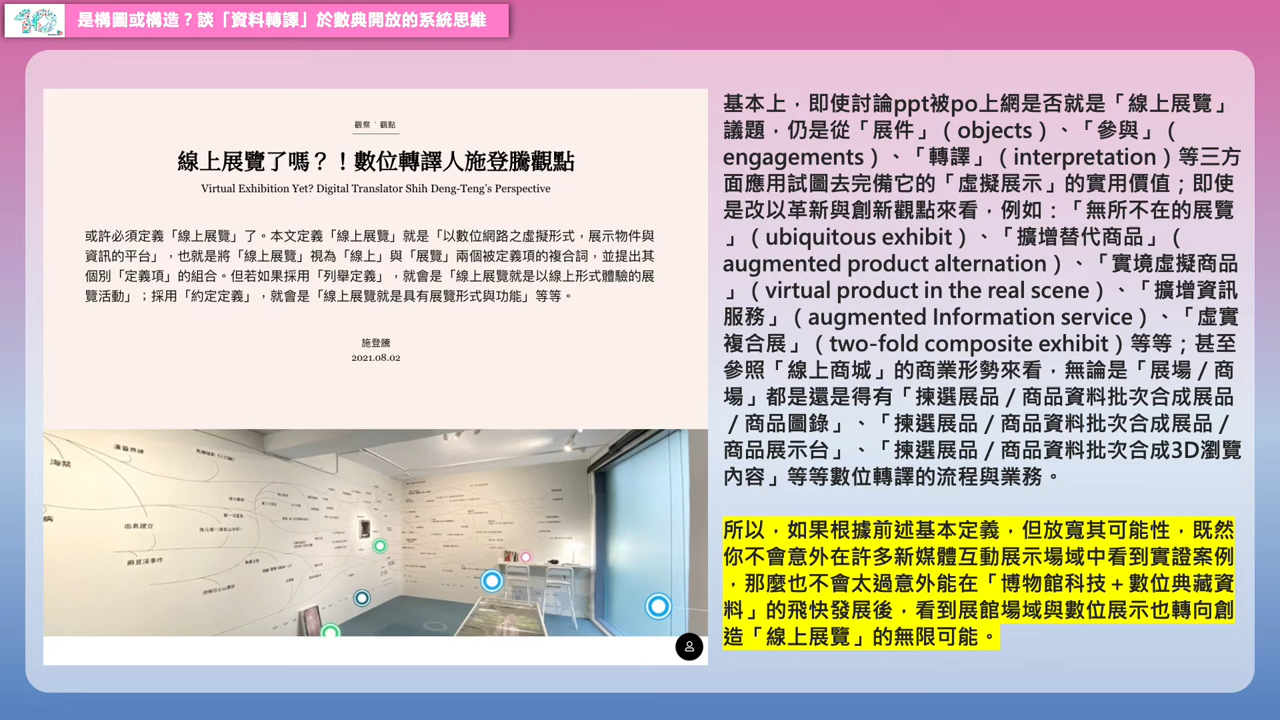 是構圖或構造？談「資料轉譯」於數典開放的系統思維
觀察・觀點
線上展覽了嗎？！數位轉譯人施登騰觀點
Virtual Exhibition Yet? Digital Translator Shih Deng-Teng's Perspective
或許必須定義「線上展覽」了。本文定義「線上展覽」就是「以數位網路之虛擬形式，展示物件與
資訊的平台」，也就是將「線上展覽」視為「線上」與「展覽」兩個被定義項的複合詞，並提出其
個別「定義項」的組合。但若如果採用「列舉定義」，就會是「線上展覽就是以線上形式體驗的展
覽活動」；採用「約定定義」，就會是「線上展覽就是具有展覽形式與功能」等等。
施登騰
2021.08.02
海禁
出島建立
基本上，即使討論ppt被po上網是否就是「線上展覽」
議題，仍是從「展件」（objects）、「參與」（
engagements）、「轉譯」（interpretation）等三方
面應用試圖去完備它的「虛擬展示」的實用價值；即使
是改以革新與創新觀點來看，例如：「無所不在的展覽
」（ubiquitous exhibit）、「擴增替代商品」（
augmented product alternation）、「實境虛擬商品
」（virtual product in the real scene）、「擴增資訊
服務」（augmented Information service）、「虛實
複合展」（two-fold composite exhibit）等等；甚至
參照「線上商城」的商業形勢來看，無論是「展場／商
場」都是還是得有「揀選展品／商品資料批次合成展品
／商品圖錄」、「揀選展品／商品資料批次合成展品／
商品展示台」、「揀選展品／商品資料批次合成3D瀏覽
內容」等等數位轉譯的流程與業務。
所以，如果根據前述基本定義，但放寬其可能性，既然
你不會意外在許多新媒體互動展示場域中看到實證案例
，那麼也不會太過意外能在「博物館科技＋數位典藏資
料」的飛快發展後，看到展館場域與數位展示也轉向創
造「線上展覽」的無限可能。